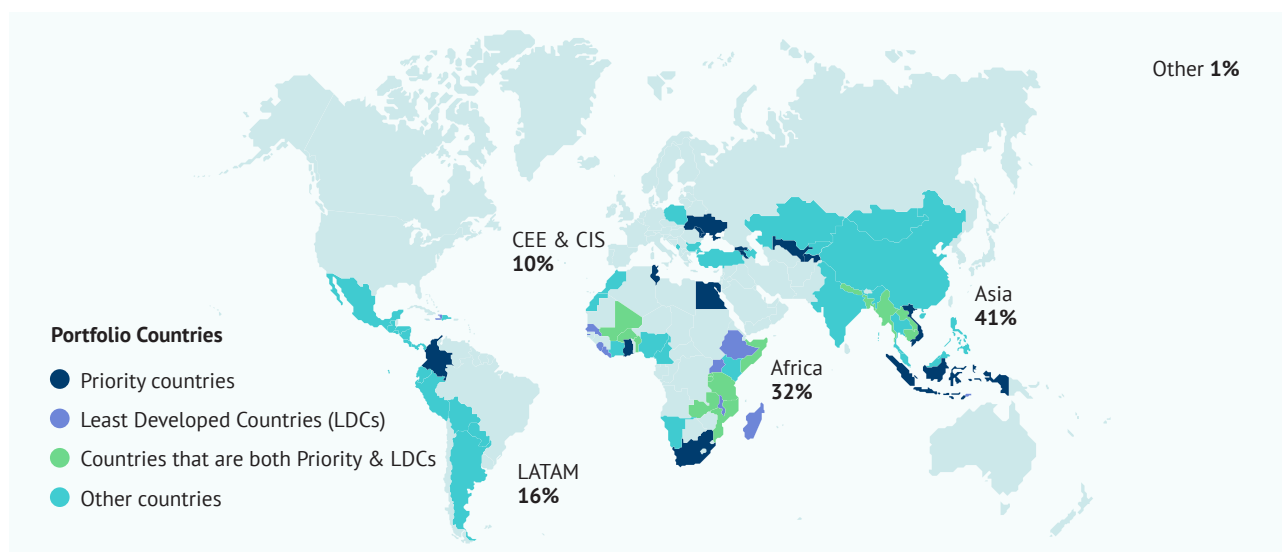 Other 1%
CEE & CIS
10%
Asia
41%
Africa
32%
LATAM
16%
Portfolio Countries
Priority countries
Least Developed Countries (LDCs)
Countries that are both Priority & LDCs
Other countries